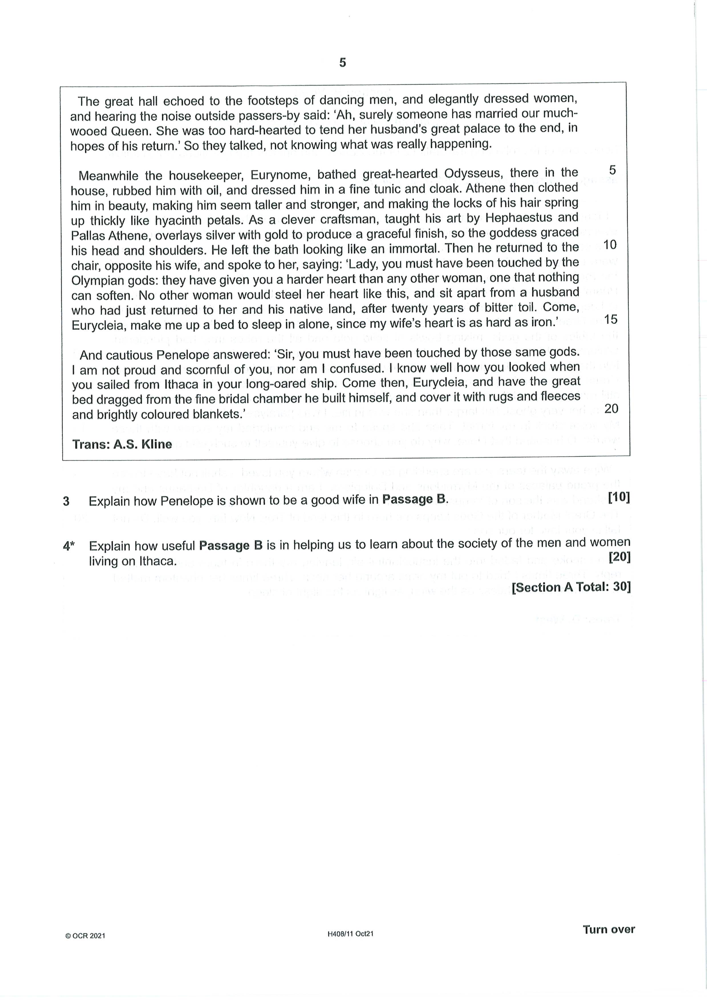 5
The great hall echoed to the footsteps of dancing men, and elegantly dressed women,
and hearing the noise outside passers-by said: ‘Ah, surely someone has married our much-
wooed Queen. She was too hard-hearted to tend her husband’s great palace to the end, in
hopes of his return.’ So they talked, not knowing what was really happening.
Meanwhile the housekeeper, Eurynome, bathed great-hearted Odysseus, there in the 5
house, rubbed him with oil, and dressed him in a fine tunic and cloak. Athene then clothed
him in beauty, making him seem taller and stronger, and making the locks of his hair spring
up thickly like hyacinth petals. As a clever craftsman, taught his art by Hephaestus and
Pallas Athene, overlays silver with gold to produce a graceful finish, so the goddess graced
his head and shoulders. He left the bath looking like an immortal. Then he returned to the 10
chair, opposite his wife, and spoke to her, saying: ‘Lady, you must have been touched by the
Olympian gods: they have given you a harder heart than any other woman, one that nothing
can soften. No other woman would steel her heart like this, and sit apart from a husband
who had just returned to her and his native land, after twenty years of bitter toil. Come,
Eurycleia, make me up a bed to sleep in alone, since my wife’s heart is as hard as iron.’ 15
And cautious Penelope answered: ‘Sir, you must have been touched by those same gods.
I am not proud and scornful of you, nor am I confused. I know well how you looked when
you sailed from Ithaca in your long-oared ship. Come then, Eurycleia, and have the great
bed dragged from the fine bridal chamber he built himself, and cover it with rugs and fleeces
and brightly coloured blankets.’ 20
Trans: A.S. Kline
3 Explain how Penelope is shown to be a good wife in Passage B. [10]
4* Explain how useful Passage B is in helping us to learn about the society of the men and women
living on Ithaca. [20]
[Section A Total: 30]
© OCR 2021
H408/11 Oct21
Turn over